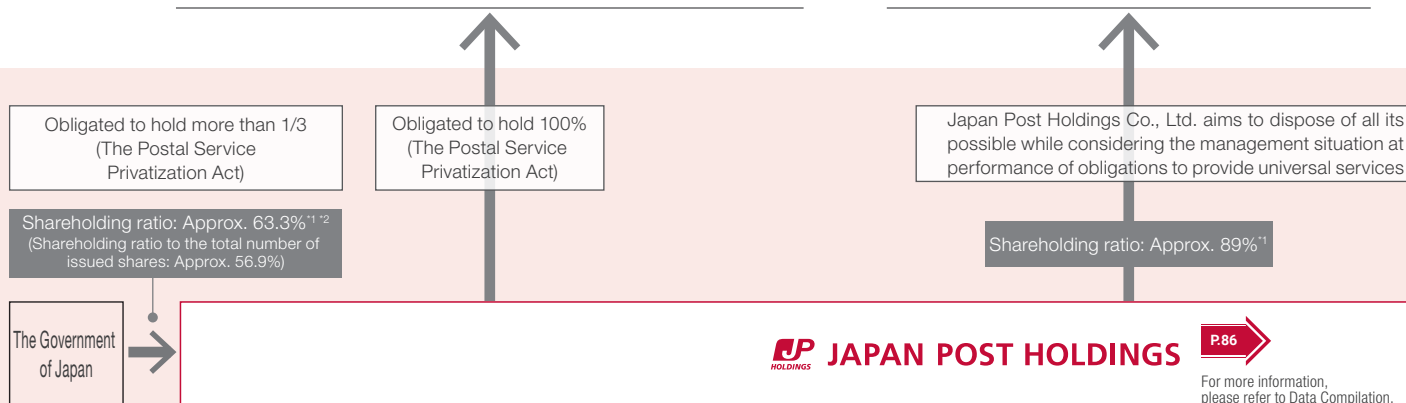 Obligated to hold more than 1/3
(The Postal Service
Privatization Act)
Obligated to hold 100%
(The Postal Service
Privatization Act)
Japan Post Holdings Co., Ltd. aims to dispose of all its
possible while considering the management situation at
performance of obligations to provide universal services
Shareholding ratio: Approx. 63.3%*1 *2
(Shareholding ratio to the total number of
issued shares: Approx. 56.9%)
Shareholding ratio: Approx. 89%*1
The Government
of Japan
JP
HOLDINGS
JAPAN POST HOLDINGS
P.86
For more information,
please refer to Data Compilation.